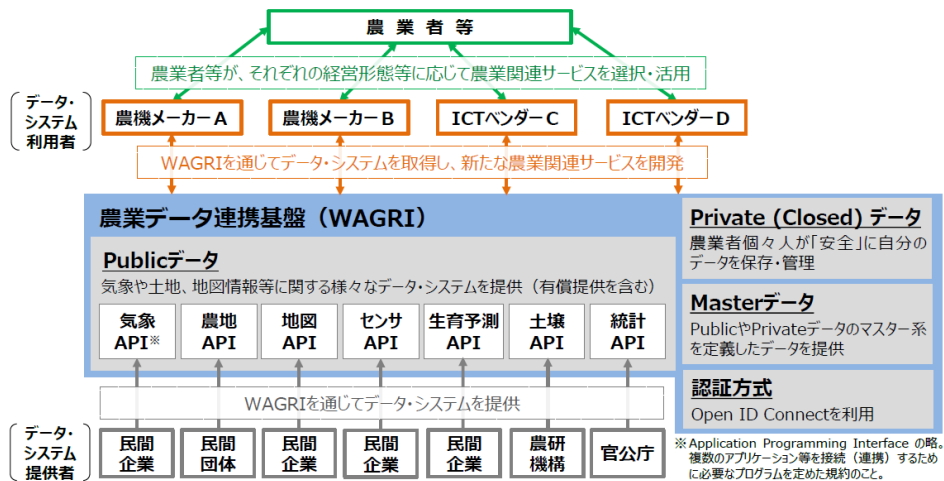 農業者等
農業者等が、それぞれの経営形態等に応じて農業関連サービスを選択・活用
データ・
システム
利用者
農機メーカーA
農機メーカーB
ICTベンダーC
ICTベンダーD
WAGRIを通じてデータ・システムを取得し、新たな農業関連サービスを開発
農業データ連携基盤（WAGRI）
Publicデータ
気象や土地、地図情報等に関する様々なデータ・システムを提供（有償提供を含む）
気象
API※
農地
API
地図
API
センサ
API
生育予測
API
土壌
API
統計
API
Private (Closed) データ
農業者個々人が「安全」に自分の
データを保存・管理
Masterデータ
PublicやPrivateデータのマスター系
を定義したデータを提供
認証方式
Open ID Connectを利用
WAGRIを通じてデータ・システムを提供
データ・
システム
提供者
民間
企業
民間
団体
民間
企業
民間
企業
民間
企業
農研
機構
官公庁
※Application Programming Interface の略。
複数のアプリケーション等を接続（連携）するため
に必要なプログラムを定めた規約のこと。